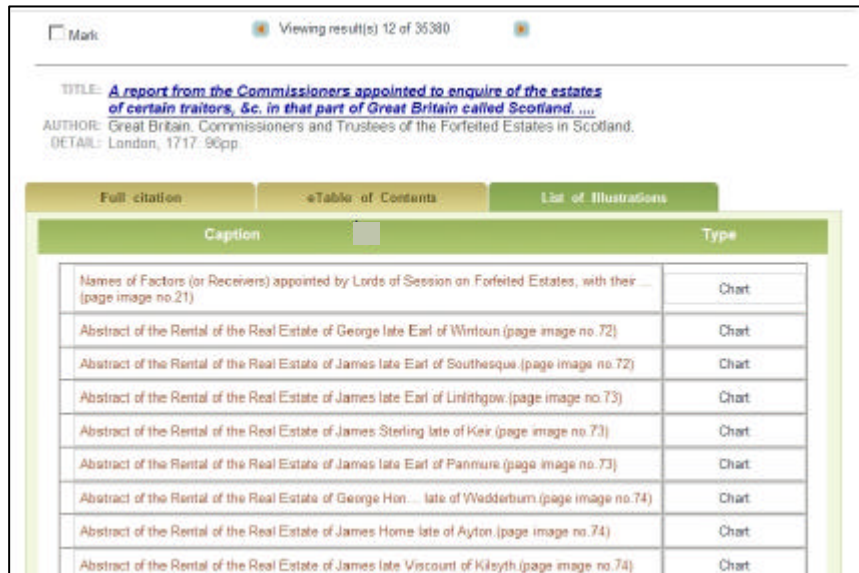 Mark
Viewing result(s) 12 of 35380
TITLE: A report from the Commissioners appointed to enquire of the estates
of certain traitors, &c. in that part of Great Britain called Scotland. ....
AUTHOR: Great Britain. Commissioners and Trustees of the Forfeited Estates in Scotland.
DETAIL: London, 1717. 96pp.
Full citation
eTable of Contents
List of Illustrations
Caption
Type
Names of Factors (or Receivers) appointed by Lords of Session on Forfeited Estates, with their ...
(page image no.21)
Chart
Abstract of the Rental of the Real Estate of George late Earl of Wintoun.(page image no.72)
Chart
Abstract of the Rental of the Real Estate of James late Earl of Southesque.(page image no.72)
Chart
Abstract of the Rental of the Real Estate of James late Earl of Linlithgow.(page image no.73)
Chart
Abstract of the Rental of the Real Estate of James Sterling late of Keir.(page image no.73)
Chart
Abstract of the Rental of the Real Estate of James late Earl of Panmure.(page image no.73)
Chart
Abstract of the Rental of the Real Estate of George Hon... late of Wedderburn.(page image no.74)
Chart
Abstract of the Rental of the Real Estate of James Home late of Ayton.(page image no.74)
Chart
Abstract of the Rental of the Real Estate of James late Viscount of Kilsyth.(page image no.74)
Chart